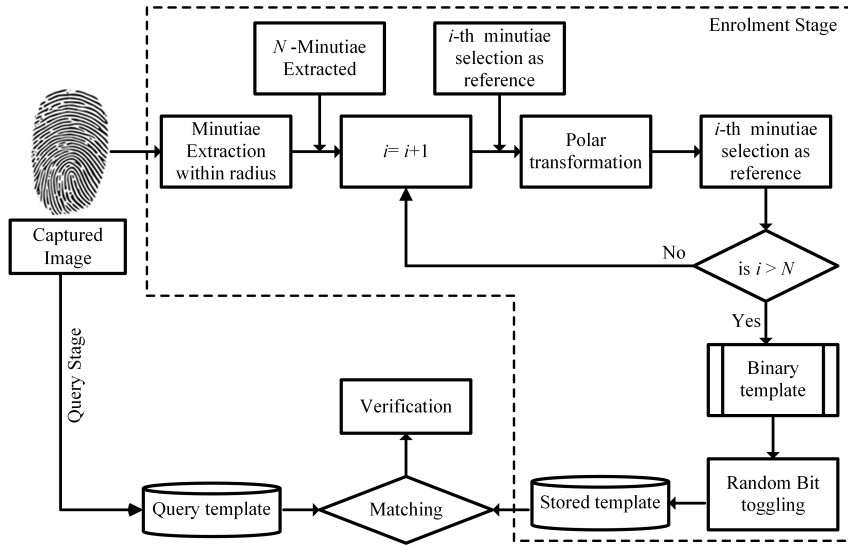 Enrolment Stage
N -Minutiae
Extracted
i-th minutiae
selection as
reference
Minutiae
Extraction
within radius
i= i+1
Polar
transformation
i-th minutiae
selection as
reference
Captured
Image
No
is i > N
Yes
Query Stage
Binary
template
Verification
Random Bit
toggling
Query template
Matching
Stored template